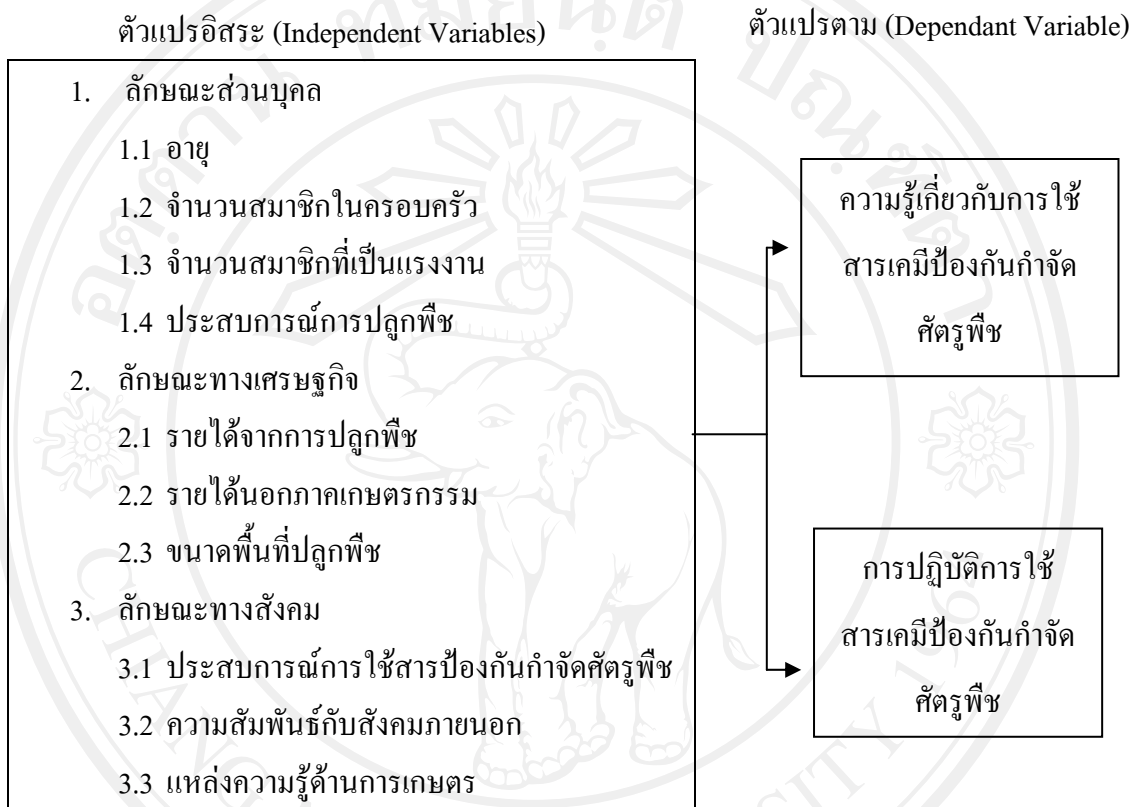 ตัวแปรอิสระ (Independent Variables)
ตัวแปรตาม (Dependant Variable)
1. ลักษณะส่วนบุคล
1.1 อายุ
1.2 จำนวนสมาชิกในครอบครัว
1.3 จำนวนสมาชิกที่เป็นแรงงาน
1.4 ประสบการณ์การปลูกพืช
2. ลักษณะทางเศรษฐกิจ
2.1 รายได้จากการปลูกพืช
2.2 รายได้นอกภาคเกษตรกรรม
2.3 ขนาดพื้นที่ปลูกพืช
3. ลักษณะทางสังคม
3.1 ประสบการณ์การใช้สารป้องกันกำจัดศัตรูพืช
3.2 ความสัมพันธ์กับสังคมภายนอก
3.3 แหล่งความรู้ด้านการเกษตร
ความรู้เกี่ยวกับการใช้
สารเคมีป้องกันกำจัด
ศัตรูพืช
การปฏิบัติการใช้
สารเคมีป้องกันกำจัด
ศัตรูพืช